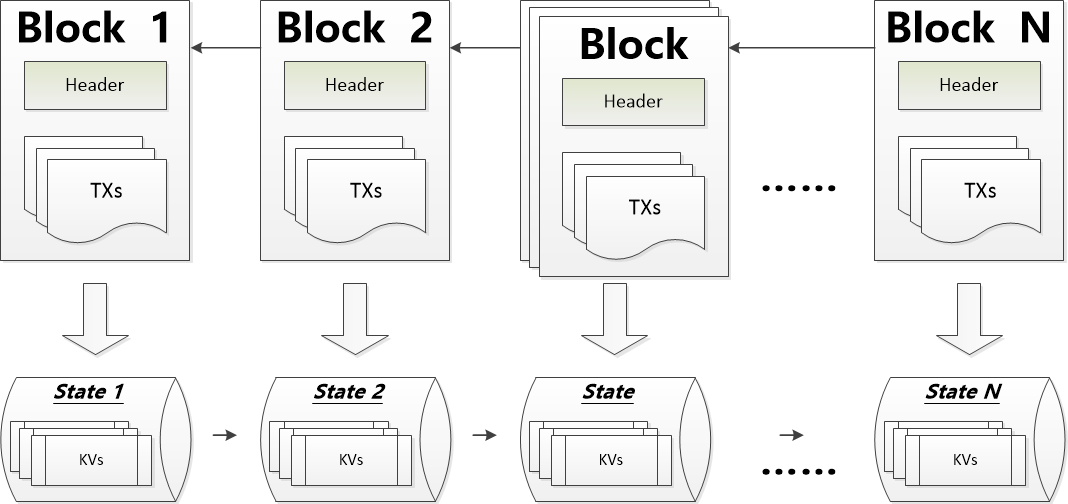 Block 1
Header
TXs
Block 2
Header
TXs
Block
Header
TXs
......
Block N
Header
TXs
State 1
KVs
State 2
KVs
State
KVs
......
State N
KVs